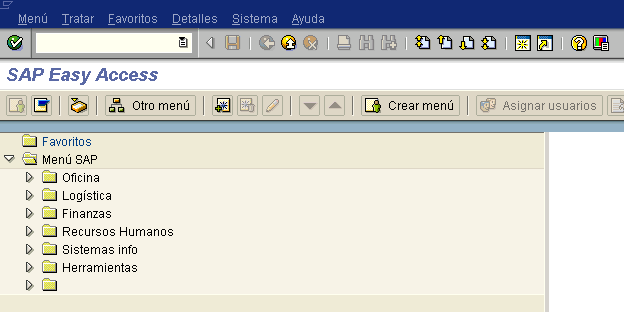 Menú Tratar Favoritos Detalles Sistema Ayuda
SAP Easy Access
Otro menú Crear menú Asignar usuarios
Favoritos
Menú SAP
Oficina
Logística
Finanzas
Recursos Humanos
Sistemas info
Herramientas